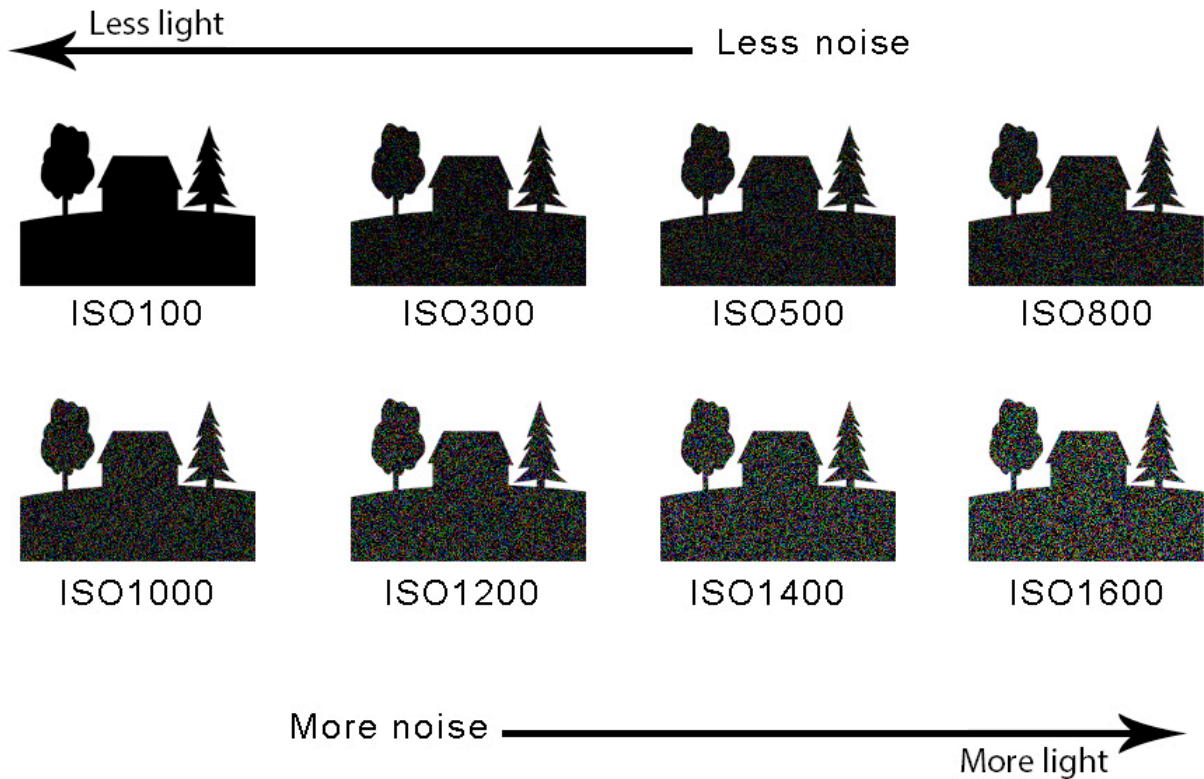 Less light
Less noise
ISO100
ISO300
ISO500
ISO800
ISO1000
ISO1200
ISO1400
ISO1600
More noise
More light